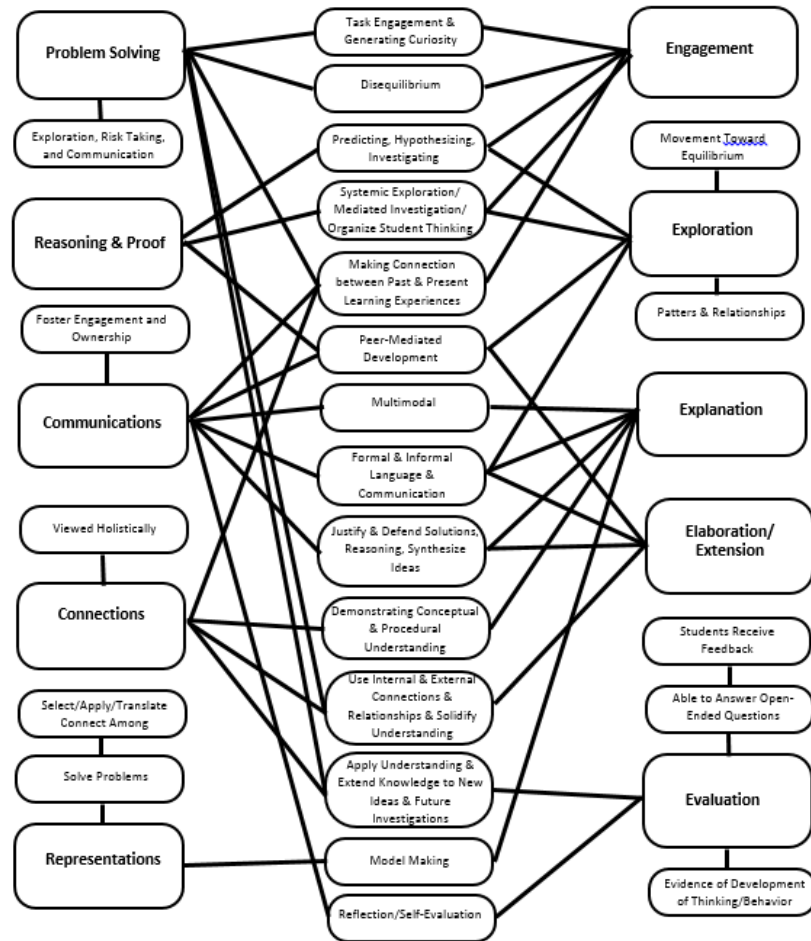 Problem Solving
Exploration, Risk Taking,
and Communication
Reasoning & Proof
Foster Engagement and
Ownership
Communications
Viewed Holistically
Connections
Select/Apply/Translate
Connect Among
Solve Problems
Representations
Task Engagement &
Generating Curiosity
Disequilibrium
Predicting, Hypothesizing,
Investigating
Systemic Exploration/
Mediated Investigation/
Organize Student Thinking
Making Connection
between Past & Present
Learning Experiences
Peer-Mediated
Development
Multimodal
Formal & Informal
Language &
Communication
Justify & Defend Solutions,
Reasoning, Synthesize
Ideas
Demonstrating Conceptual
& Procedural
Understanding
Use Internal & External
Connections &
Relationships & Solidify
Understanding
Apply Understanding &
Extend Knowledge to New
Ideas & Future
Investigations
Model Making
Reflection/Self-Evaluation
Engagement
Movement Toward
Equilibrium
Exploration
Patters & Relationships
Explanation
Elaboration/
Extension
Students Receive
Feedback
Able to Answer Open-
Ended Questions
Evaluation
Evidence of Development
of Thinking/Behavior